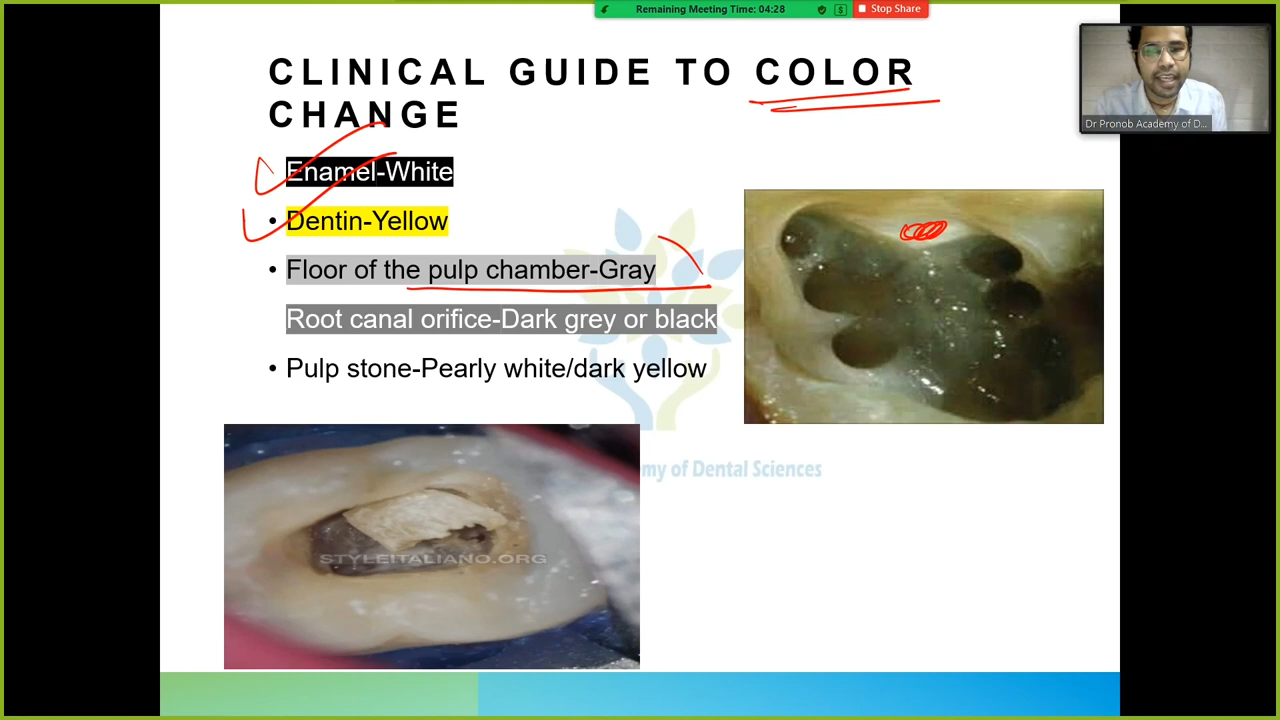 Remaining Meeting Time: 04:28
$
Stop Share
CLINICAL GUIDE TO COLOR
CHANGE
Enamel-White
• Dentin-Yellow
• Floor of the pulp chamber-Gray
Root canal orifice-Dark grey or black
• Pulp stone-Pearly white/dark yellow
my of Dental Sciences
STYLEITALIANO.ORG
Dr Pronob Academy of D...